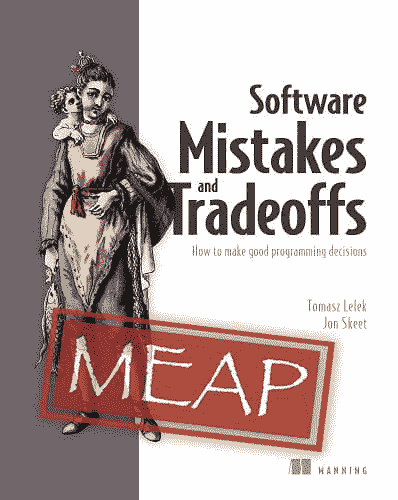 Software
Mistakes
and
Tradeoffs
How to make good programming decisions
Tomasz Lelek
Jon Skeet
MEAP
MANNING